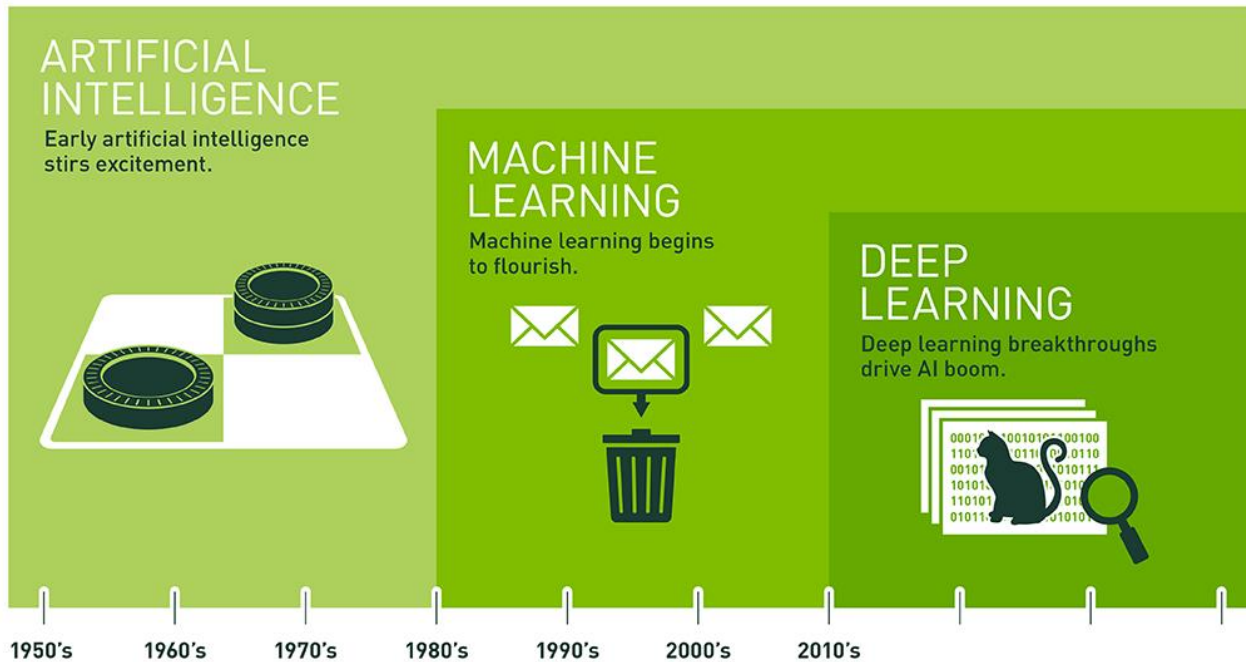 ARTIFICIAL
INTELLIGENCE
Early artificial intelligence
stirs excitement.
MACHINE
LEARNING
Machine learning begins
to flourish.
DEEP
LEARNING
Deep learning breakthroughs
drive AI boom.
1950's 1960's 1970's 1980's 1990's 2000's 2010's